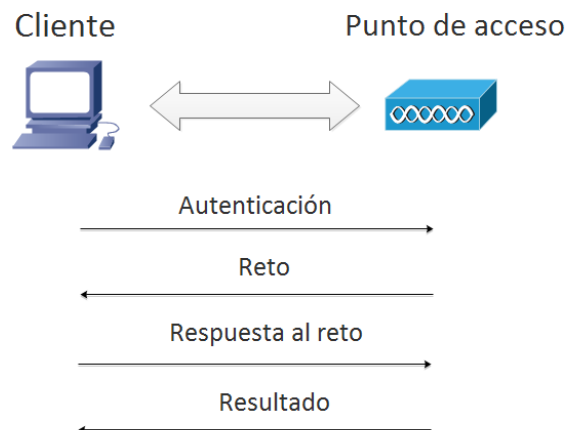 Cliente
Punto de acceso
Autenticación
Reto
Respuesta al reto
Resultado